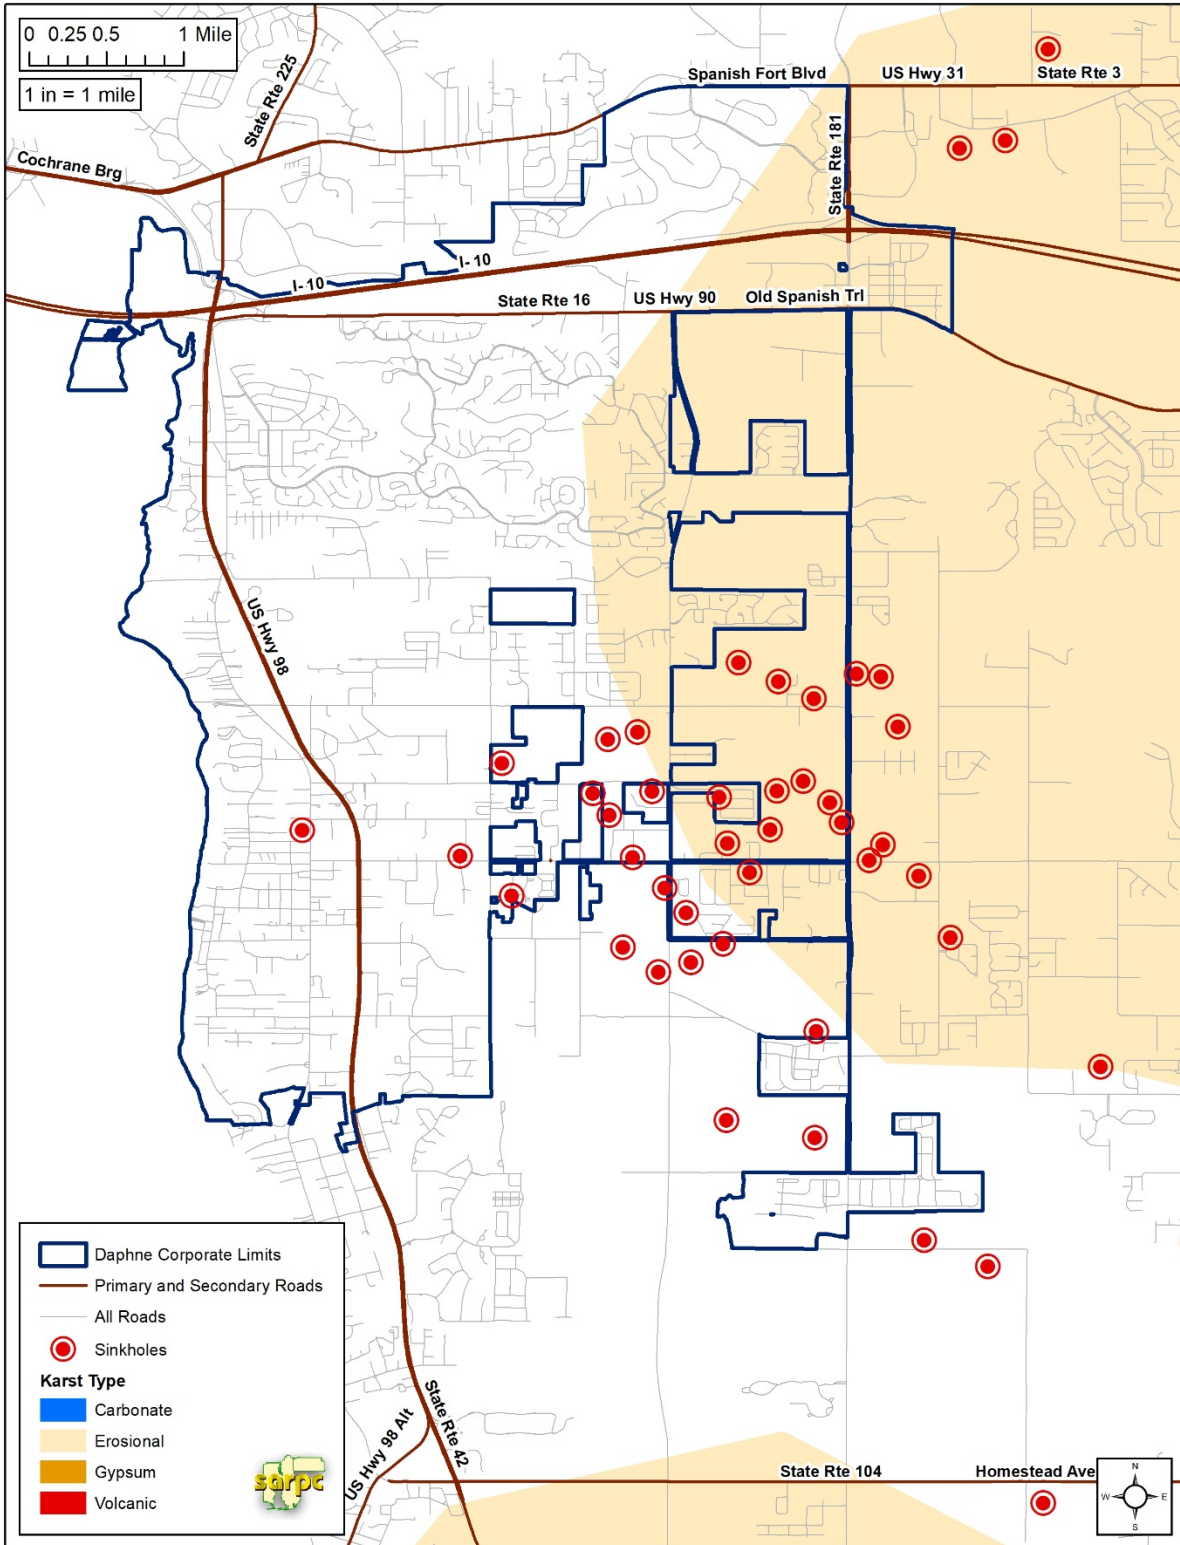 0 0.25 0.5 1 Mile
1 in = 1 mile
State Rte 225
Spanish Fort Blvd
US Hwy 31
State Rte 3
Cochrane Brg
State Rte 181
I- 10
I- 10
State Rte 16
US Hwy 90
Old Spanish Trl
US Hwy 98
Daphne Corporate Limits
Primary and Secondary Roads
All Roads
Sinkholes
Karst Type
Carbonate
Erosional
Gypsum
Volcanic
sarpc
US Hwy 98 Alt
State Rte 42
State Rte 104
Homestead Ave
N
W E
S